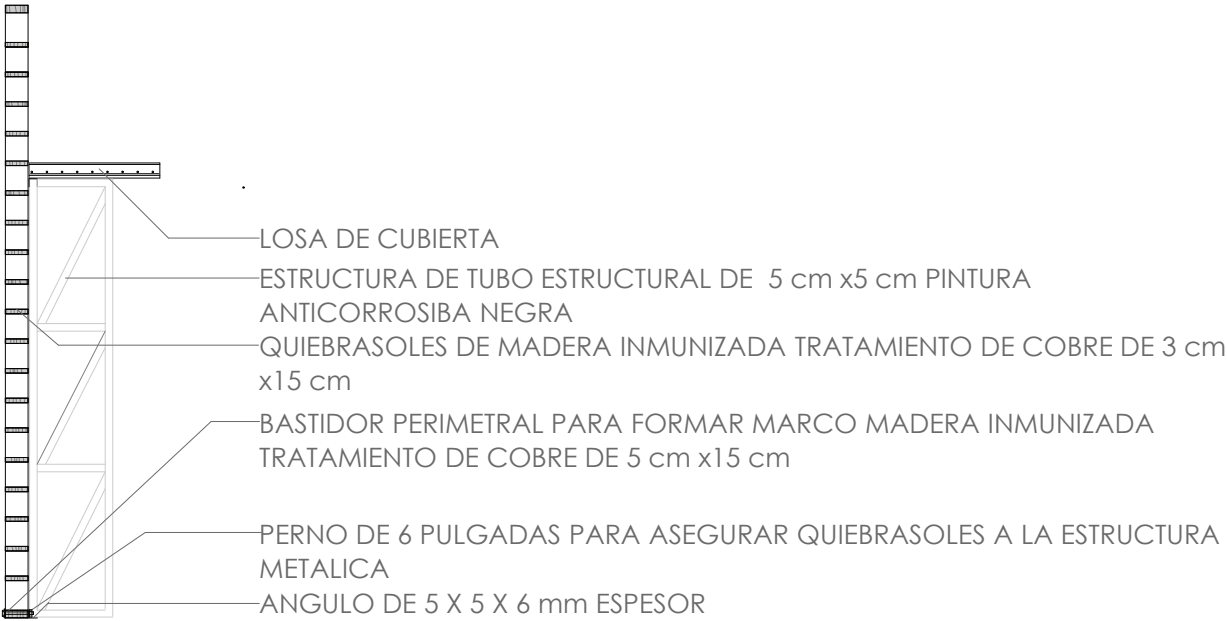 LOSA DE CUBIERTA
ESTRUCTURA DE TUBO ESTRUCTURAL DE 5 cm x5 cm PINTURA
ANTICORROSIBA NEGRA
QUIEBRASOLES DE MADERA INMUNIZADA TRATAMIENTO DE COBRE DE 3 cm
x15 cm
BASTIDOR PERIMETRAL PARA FORMAR MARCO MADERA INMUNIZADA
TRATAMIENTO DE COBRE DE 5 cm x15 cm
PERNO DE 6 PULGADAS PARA ASEGURAR QUIEBRASOLES A LA ESTRUCTURA
METALICA
ANGULO DE 5 X 5 X 6 mm ESPESOR